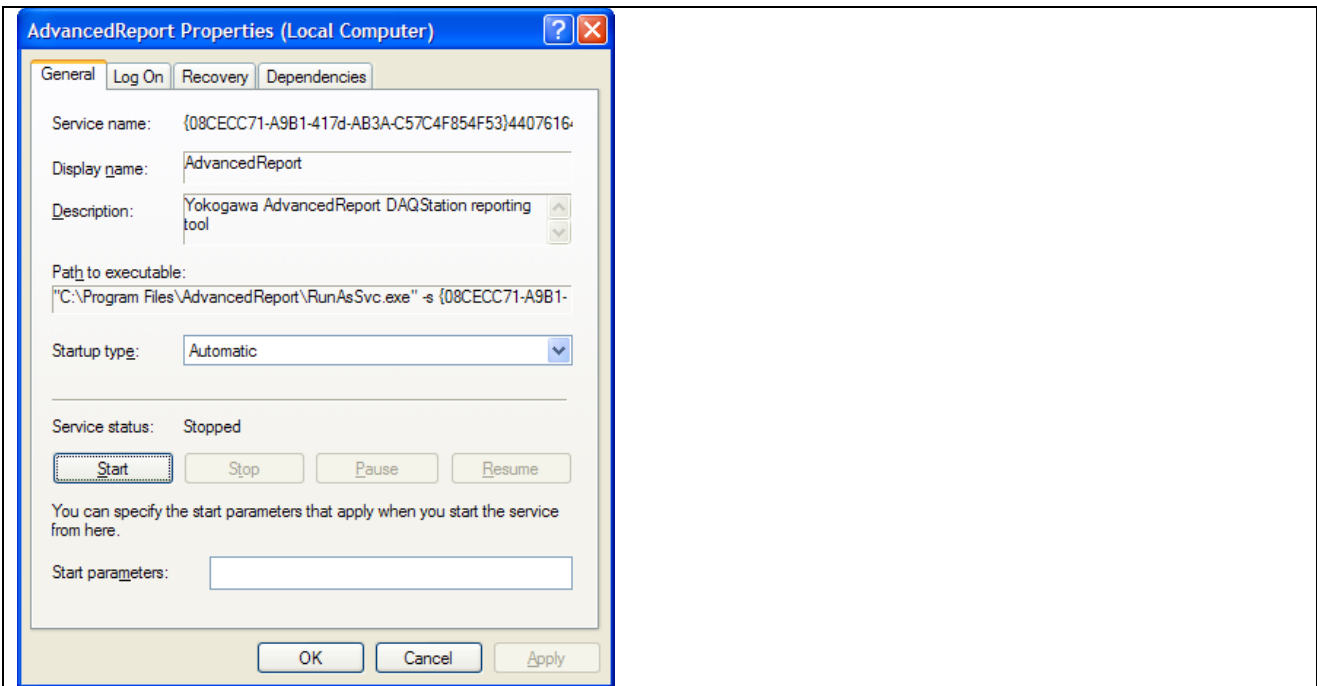 AdvancedReport Properties (Local Computer)
General Log On Recovery Dependencies
Service name: {08CECC71-A9B1-417d-AB3A-C57C4F854F53}44076164
Display name: AdvancedReport
Description: Yokogawa AdvancedReport DAQStation reporting
tool
Path to executable:
"C:\Program Files\AdvancedReport\RunAsSvc.exe" -s {08CECC71-A9B1-
Startup type: Automatic
Service status: Stopped
Start Stop Pause Resume
You can specify the start parameters that apply when you start the service
from here.
Start parameters:
OK Cancel Apply